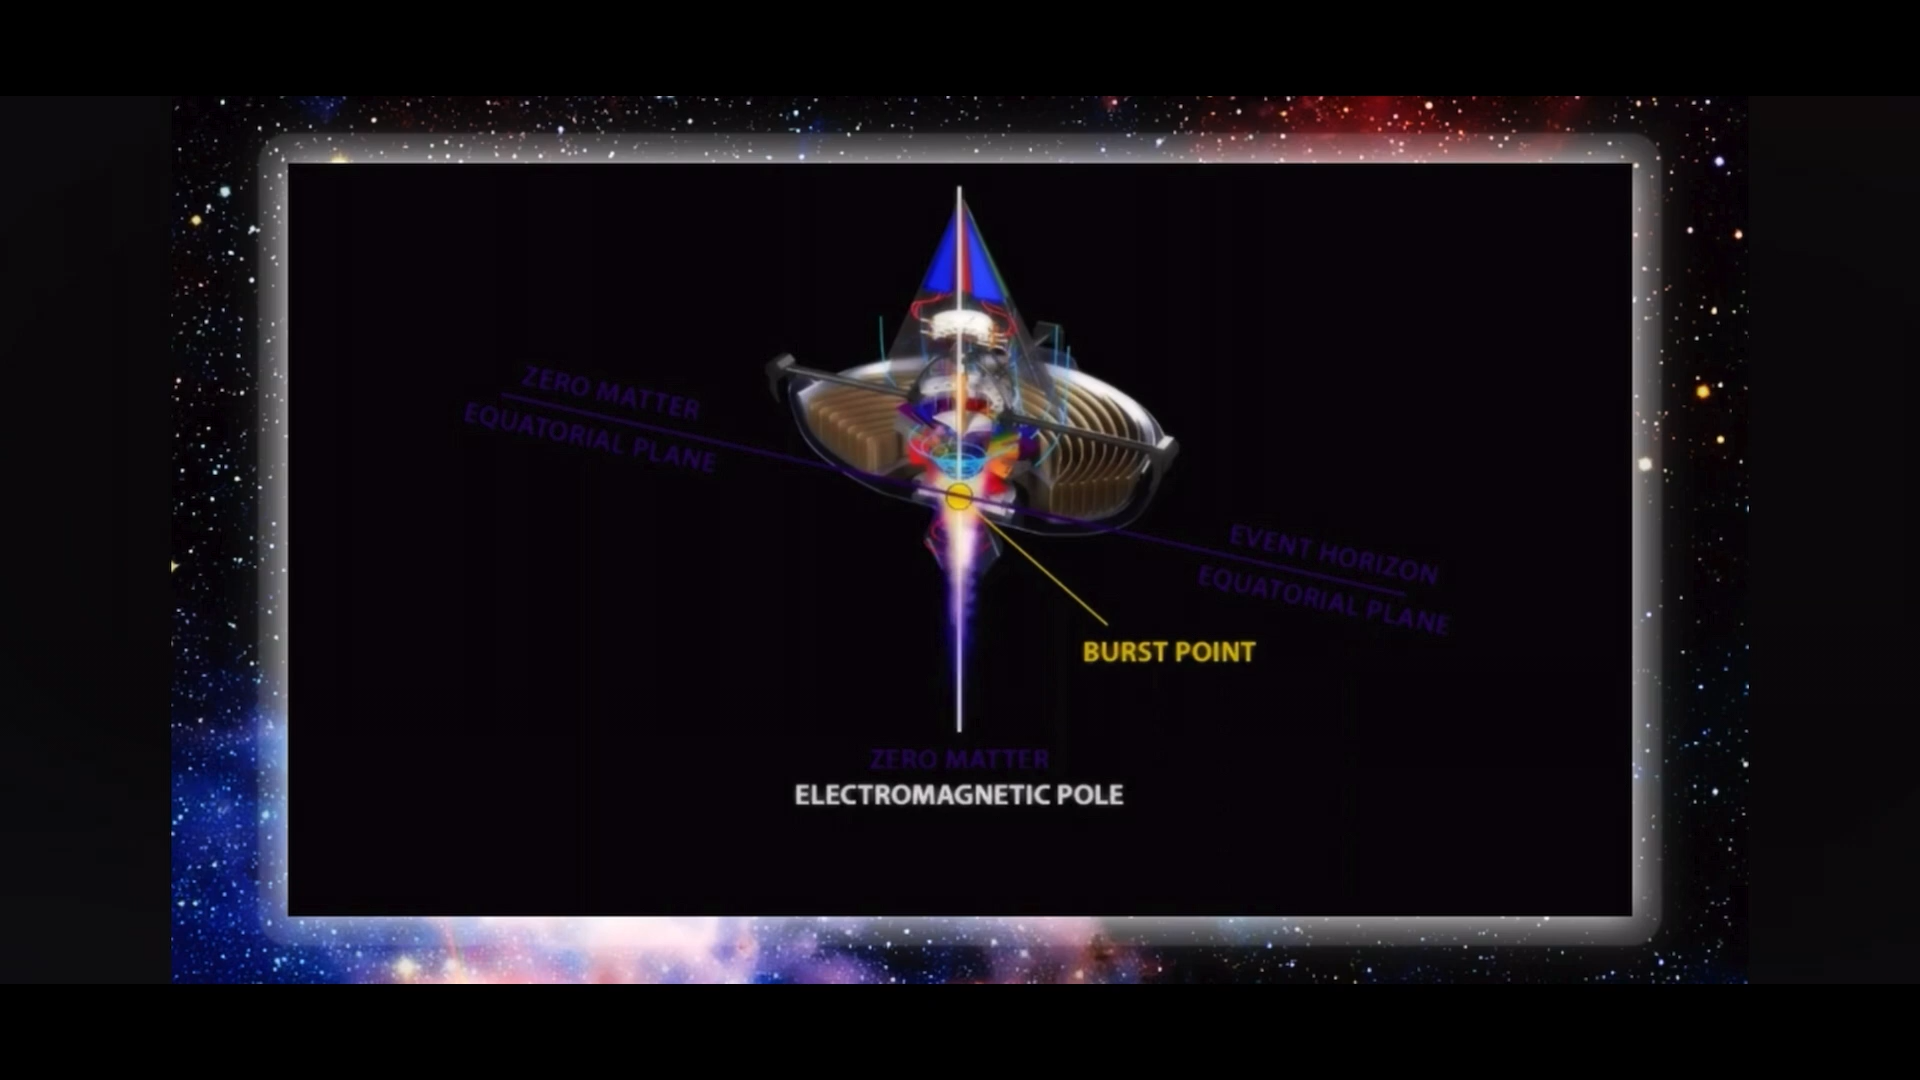 ZERO MATTER
EQUATORIAL PLANE
EVENT HORIZON
EQUATORIAL PLANE
BURST POINT
ZERO MATTER
ELECTROMAGNETIC POLE